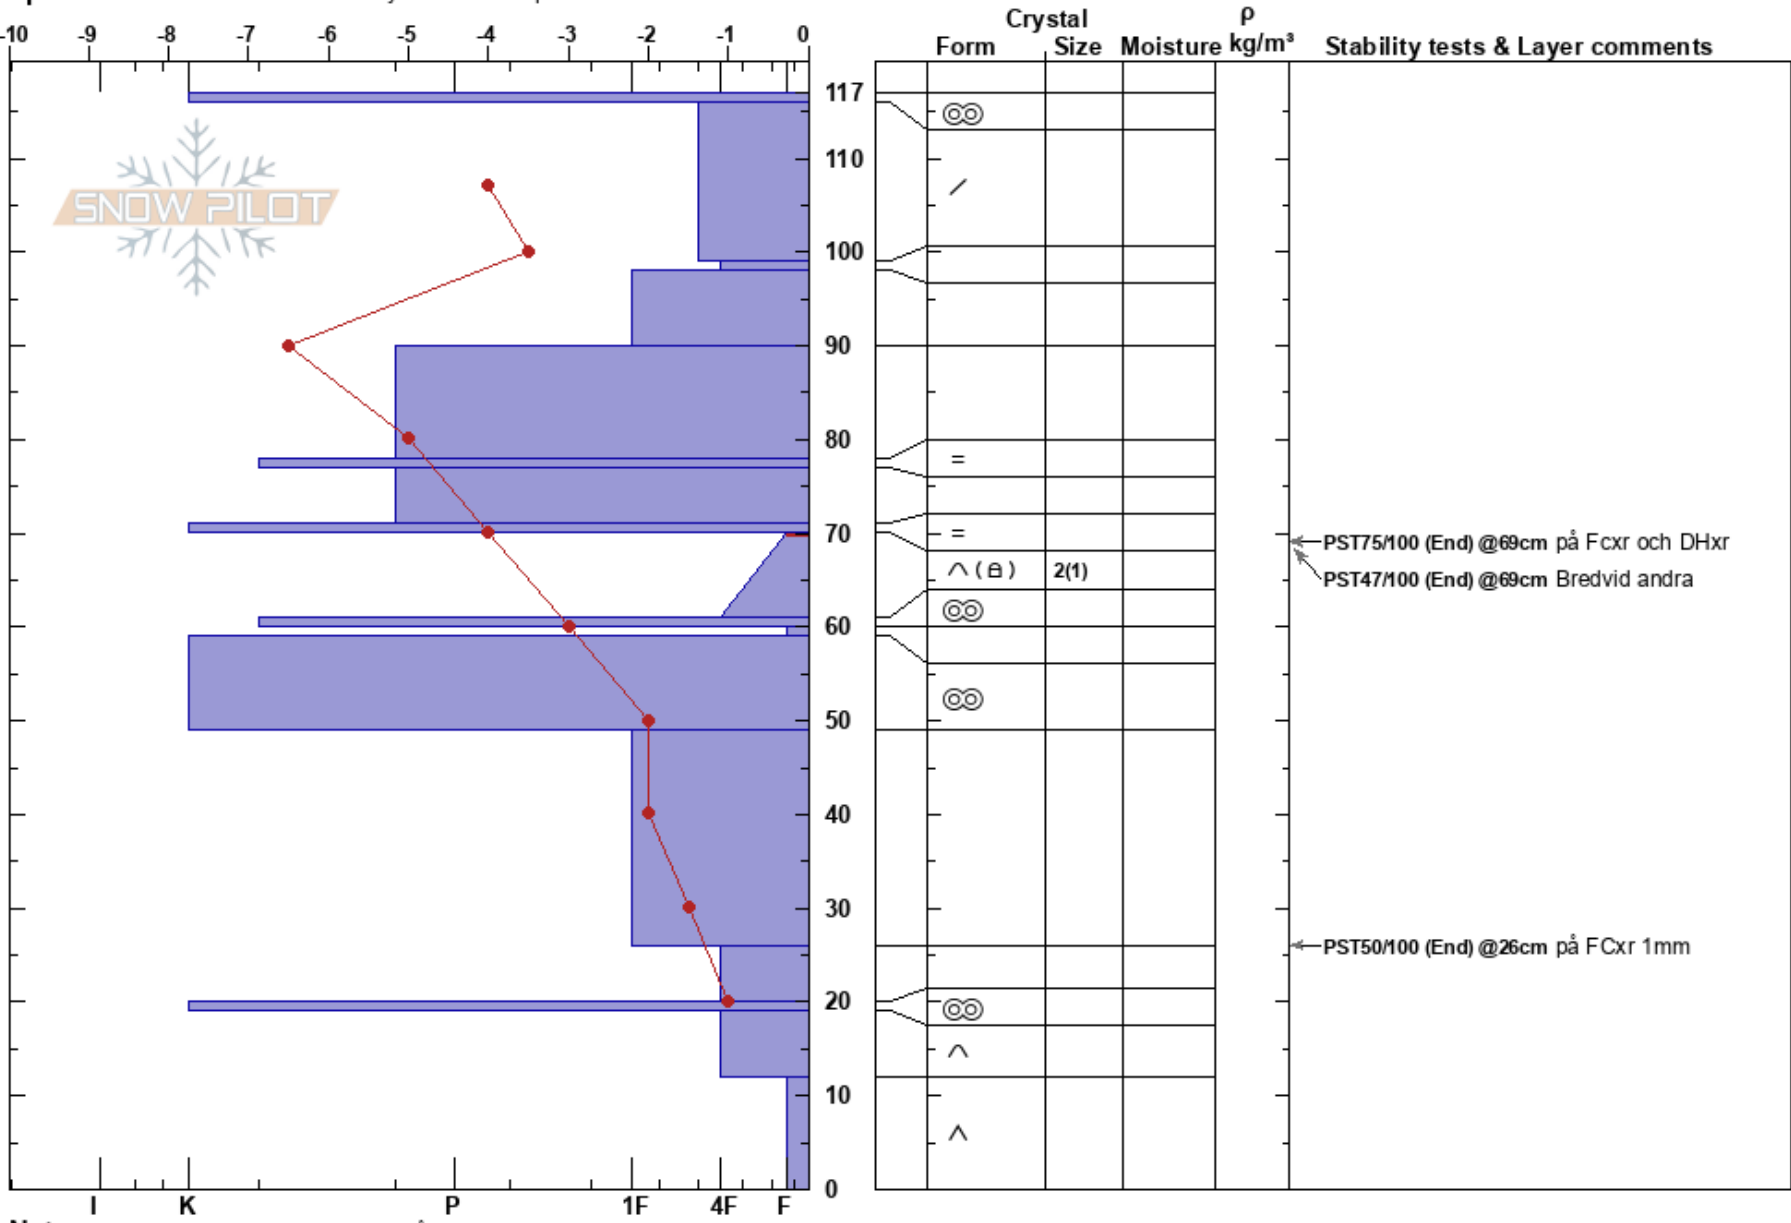 Crystal ρ
-10 -9 -8 -7 -6 -5 -4 -3 -2 -1 0 Form Size Moisture kg/m³ Stability tests & Layer comments
117
110
SNOW PILOT
100
90
80
=
70 =
PST75/100 (End) @69cm på Fcxr och DHxr
2(1)
PST47/100 (End) @69cm Bredvid andra
60
50
40
30
PST50/100 (End) @26cm på FCxr 1mm
20
10
0
I K P 1F 4F F